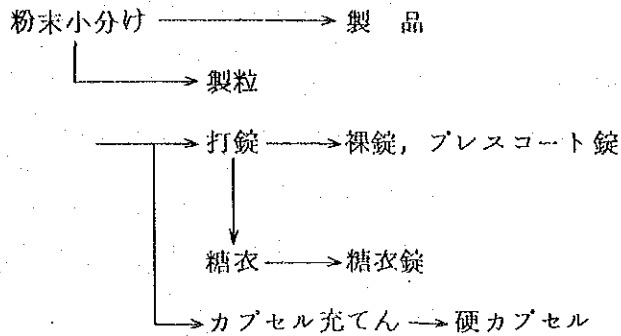 粉末小分け 製品
製粒
打錠 裸錠，プレスコート錠
糖衣 糖衣錠
カプセル充てん 硬カプセル